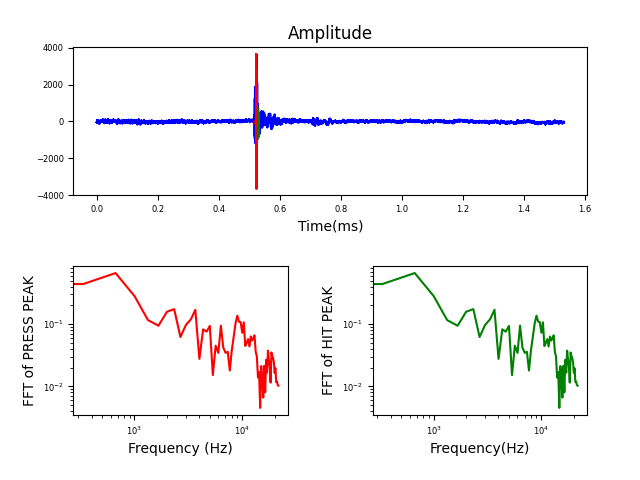 Amplitude
4000
2000
0
−2000
−4000
0.0 0.2 0.4 0.6 0.8 1.0 1.2 1.4 1.6
Time(ms)
FFT of PRESS PEAK
10⁻¹
10⁻²
10³ 10⁴
Frequency (Hz)
FFT of HIT PEAK
10⁻¹
10⁻²
10³ 10⁴
Frequency(Hz)